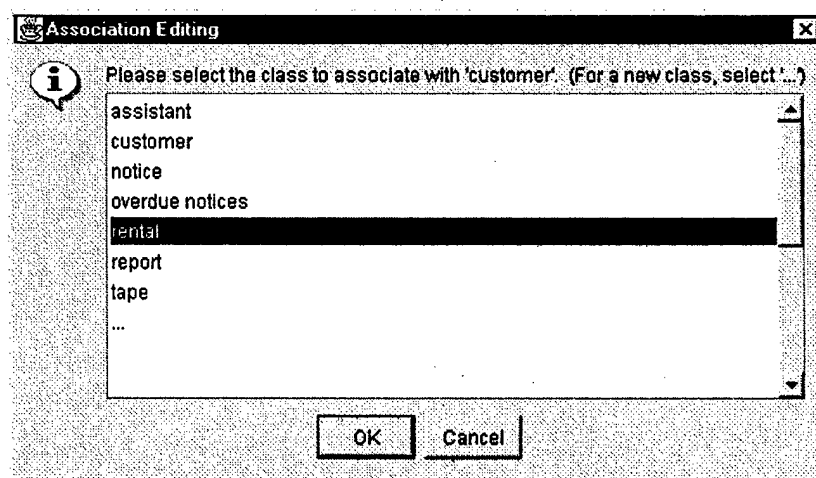 Association Editing
Please select the class to associate with 'customer'. (For a new class, select '...')
assistant
customer
notice
overdue notices
rental
report
tape
...
OK Cancel